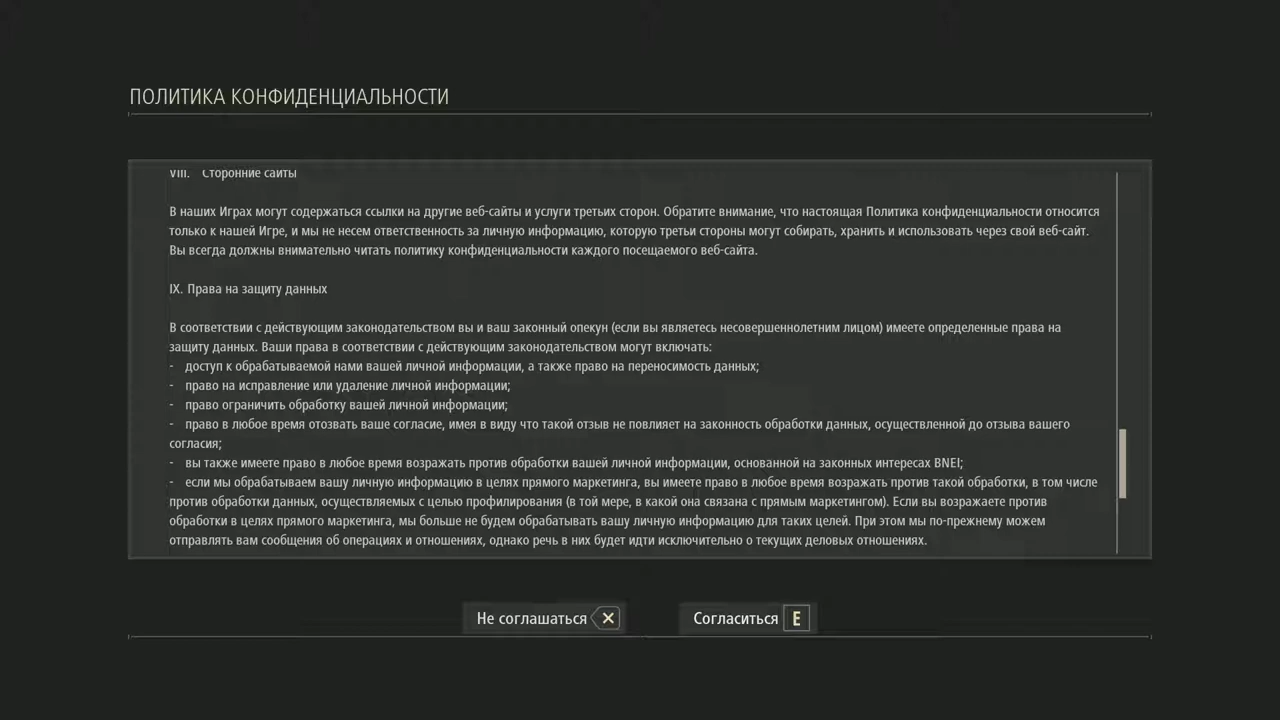 ПОЛИТИКА КОНФИДЕНЦИАЛЬНОСТИ
VIII. Сторонние сайты
В наших Играх могут содержаться ссылки на другие веб-сайты и услуги третьих сторон. Обратите внимание, что настоящая Политика конфиденциальности относится
только к нашей Игре, и мы не несем ответственность за личную информацию, которую третьи стороны могут собирать, хранить и использовать через свой веб-сайт.
Вы всегда должны внимательно читать политику конфиденциальности каждого посещаемого веб-сайта.
IX. Права на защиту данных
В соответствии с действующим законодательством вы и ваш законный опекун (если вы являетесь несовершеннолетним лицом) имеете определенные права на
защиту данных. Ваши права в соответствии с действующим законодательством могут включать:
- доступ к обрабатываемой нами вашей личной информации, а также право на переносимость данных;
- право на исправление или удаление личной информации;
- право ограничить обработку вашей личной информации;
- право в любое время отозвать ваше согласие, имея в виду что такой отзыв не повлияет на законность обработки данных, осуществленной до отзыва вашего
согласия;
- вы также имеете право в любое время возражать против обработки вашей личной информации, основанной на законных интересах BNEI;
- если мы обрабатываем вашу личную информацию в целях прямого маркетинга, вы имеете право в любое время возражать против такой обработки, в том числе
против обработки данных, осуществляемых с целью профилирования (в той мере, в какой она связана с прямым маркетингом). Если вы возражаете против
обработки в целях прямого маркетинга, мы больше не будем обрабатывать вашу личную информацию для таких целей. При этом мы по-прежнему можем
отправлять вам сообщения об операциях и отношениях, однако речь в них будет идти исключительно о текущих деловых отношениях.
Не соглашаться Согласиться E